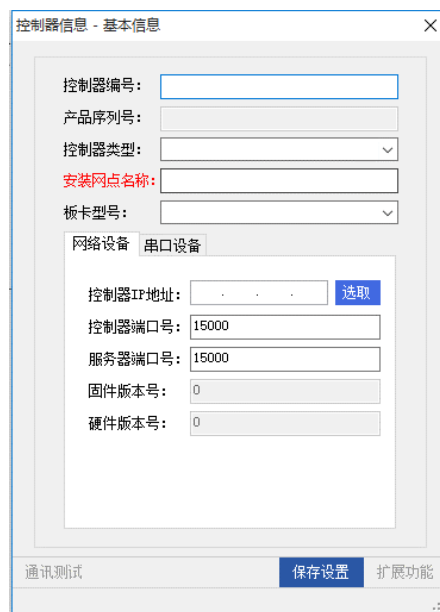 控制器信息 - 基本信息
控制器编号:
产品序列号:
控制器类型:
安装网点名称:
板卡型号:
网络设备 串口设备
控制器IP地址: . . . 选取
控制器端口号: 15000
服务器端口号: 15000
固件版本号: 0
硬件版本号: 0
通讯测试 保存设置 扩展功能